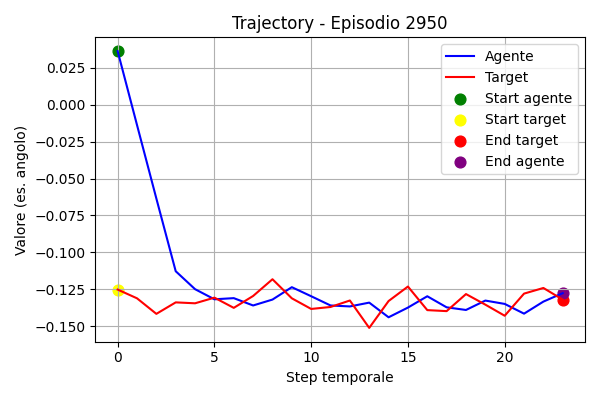 Trajectory - Episodio 2950
Agente
Target
Start agente
Start target
End target
End agente
Valore (es. angolo)
0.025
0.000
−0.025
−0.050
−0.075
−0.100
−0.125
−0.150
0 5 10 15 20
Step temporale